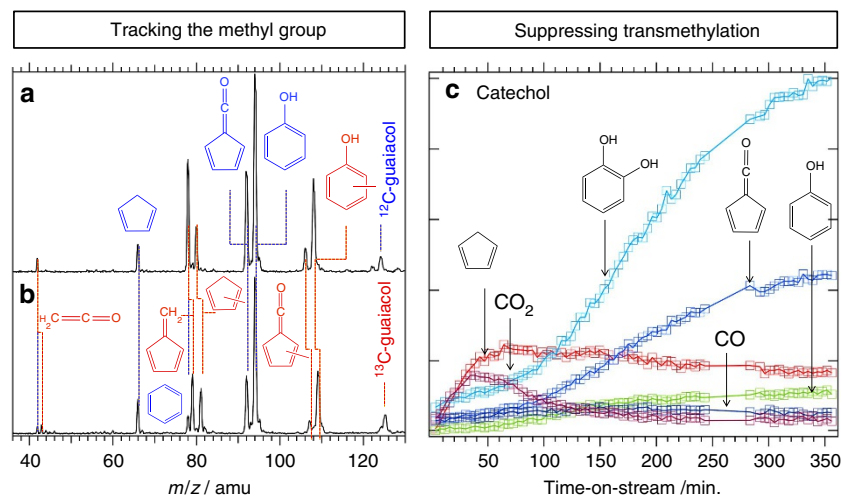 Tracking the methyl group
Suppressing transmethylation
a
O
C
OH
OH
¹²C-guaiacol
b
H₂C C O
CH₂
O
C
¹³C-guaiacol
40 60 80 100 120
m/z / amu
c Catechol
OH
OH
O
C
OH
CO₂
CO
50 100 150 200 250 300 350
Time-on-stream /min.